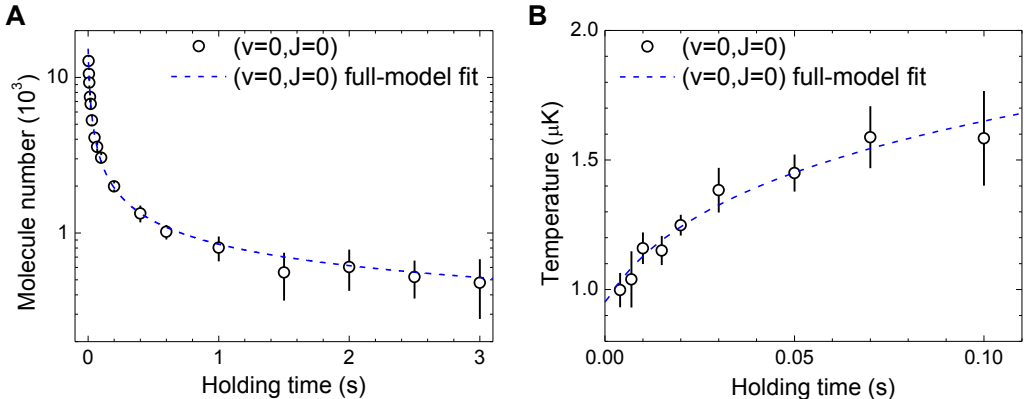 A
(v=0,J=0)
(v=0,J=0) full-model fit
Molecule number (10³)
10
1
0
1
2
3
Holding time (s)
B
(v=0,J=0)
(v=0,J=0) full-model fit
Temperature (μK)
2.0
1.5
1.0
0.00
0.05
0.10
Holding time (s)